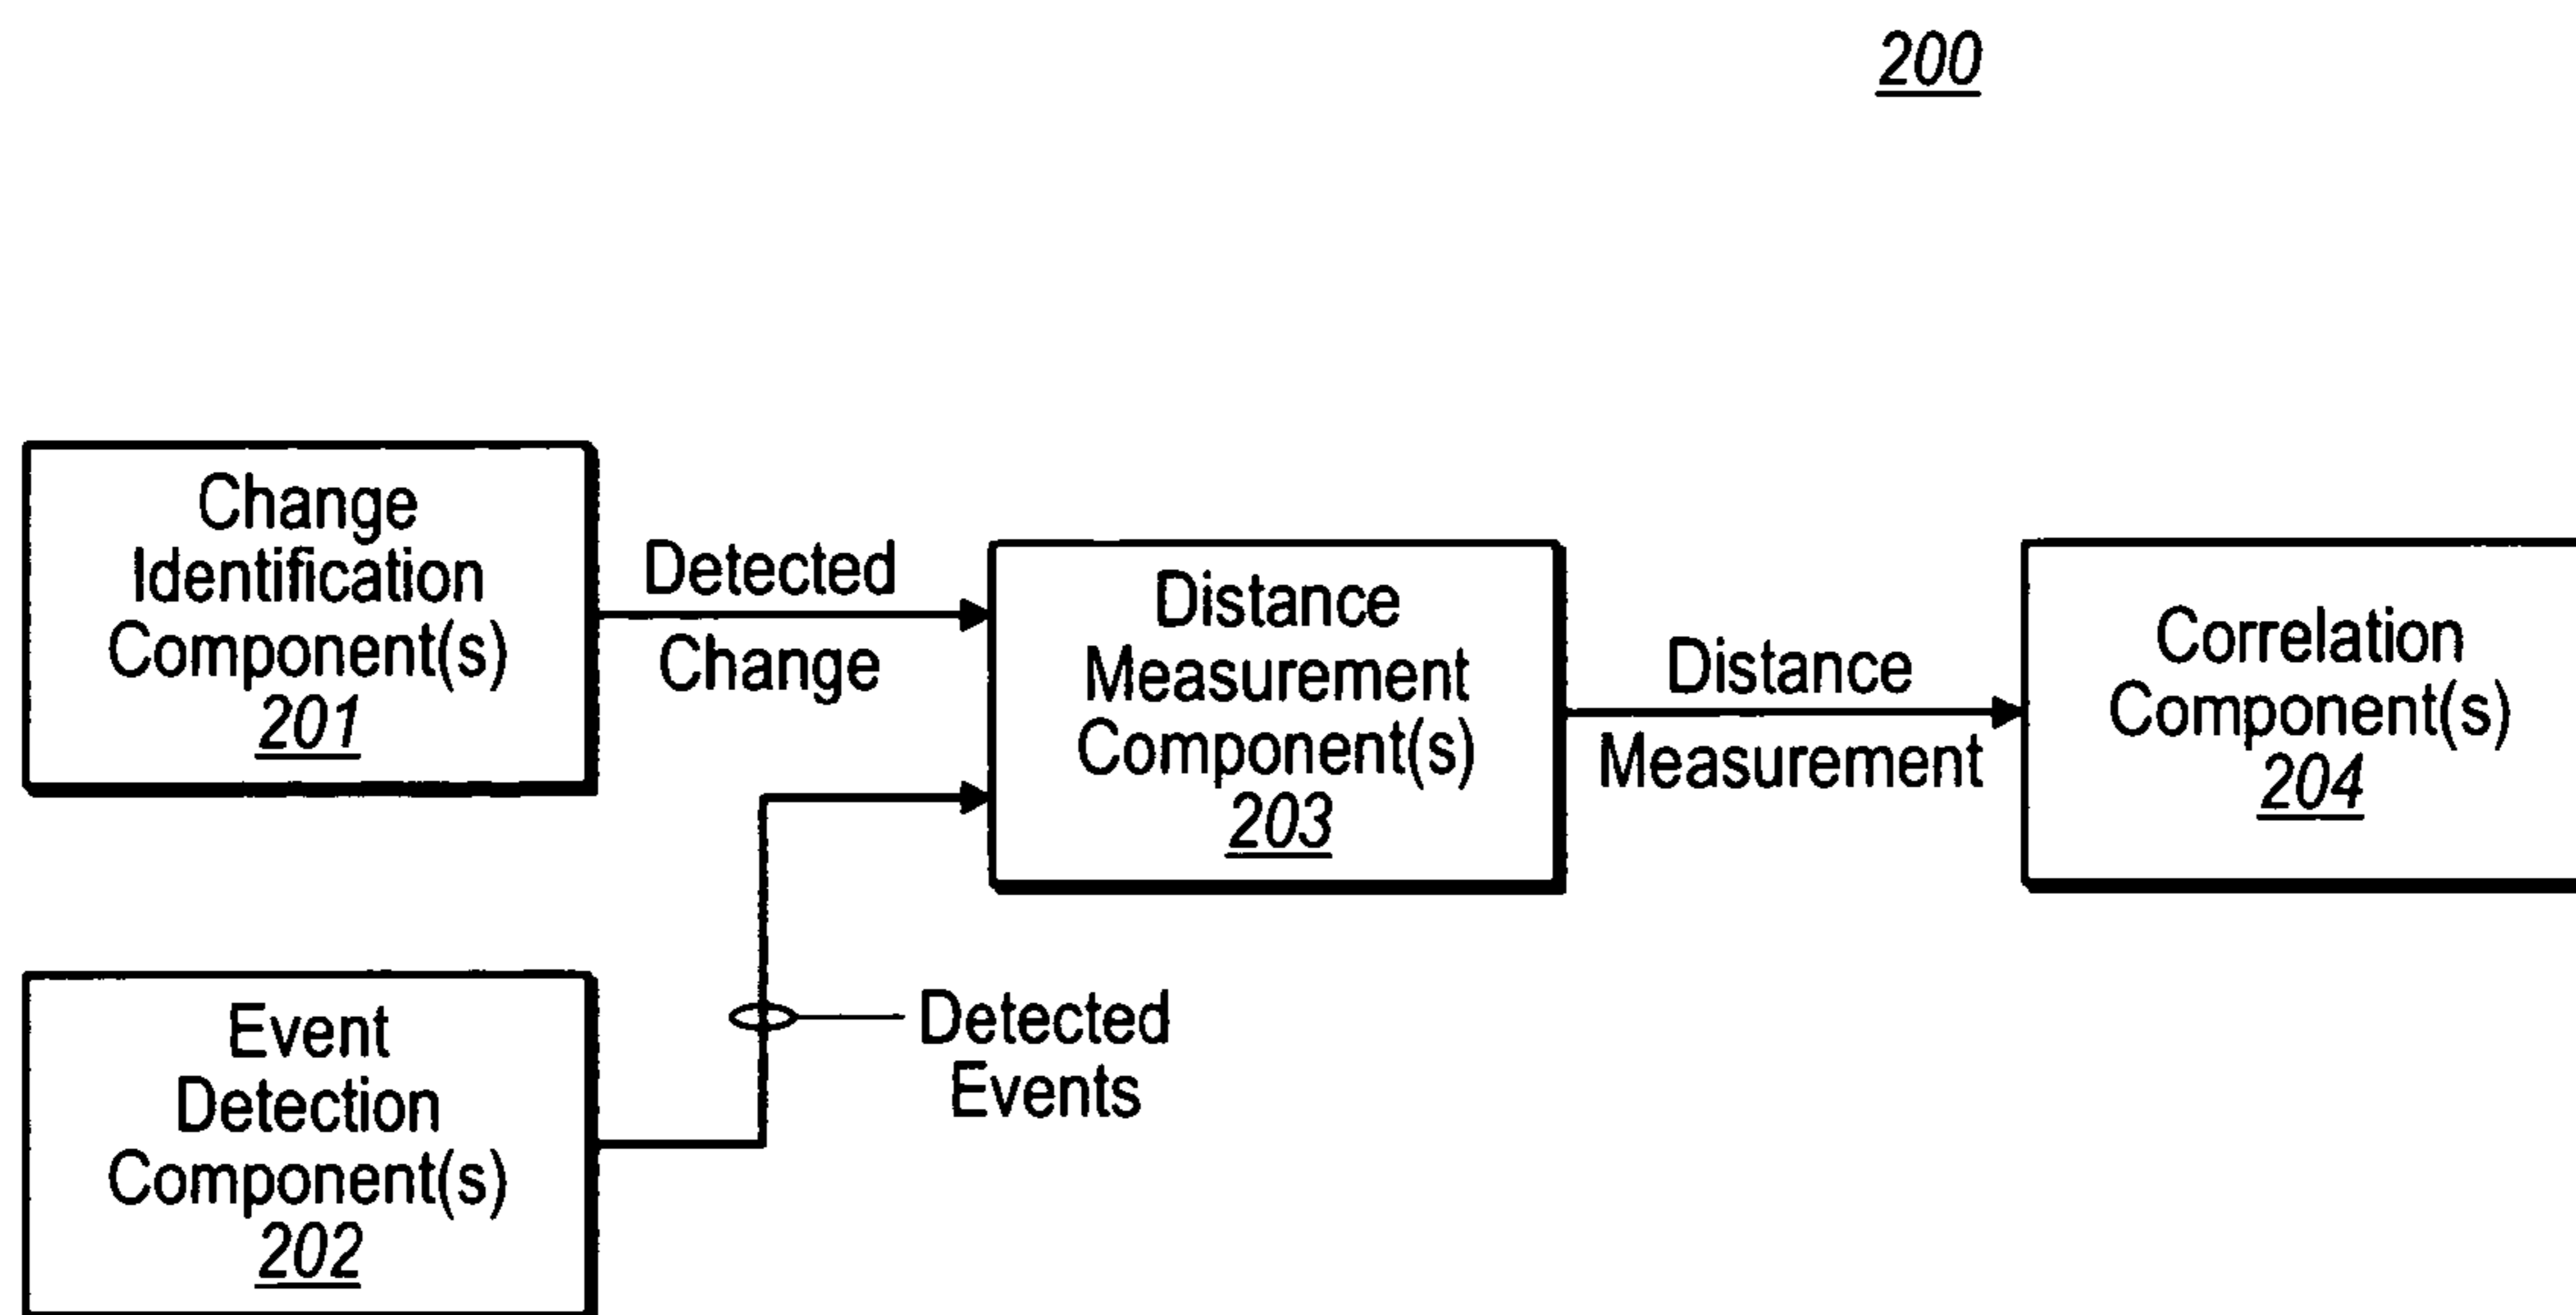 200
Change
Identification
Component(s)
201
Detected
Change
Distance
Measurement
Component(s)
203
Distance
Measurement
Correlation
Component(s)
204
Event
Detection
Component(s)
202
Detected
Events